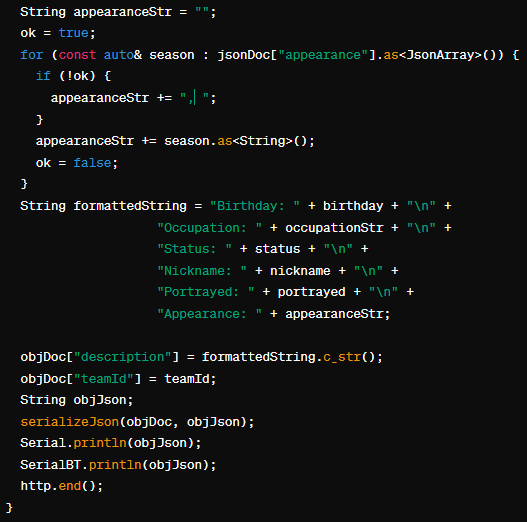 String appearanceStr = "";
ok = true;
for (const auto& season : jsonDoc["appearance"].as<JsonArray>()) {
if (!ok) {
appearanceStr += ", ";
}
appearanceStr += season.as<String>();
ok = false;
}
String formattedString = "Birthday: " + birthday + "\n" +
"Occupation: " + occupationStr + "\n" +
"Status: " + status + "\n" +
"Nickname: " + nickname + "\n" +
"Portrayed: " + portrayed + "\n" +
"Appearance: " + appearanceStr;
objDoc["description"] = formattedString.c_str();
objDoc["teamId"] = teamId;
String objJson;
serializeJson(objDoc, objJson);
Serial.println(objJson);
SerialBT.println(objJson);
http.end();
}